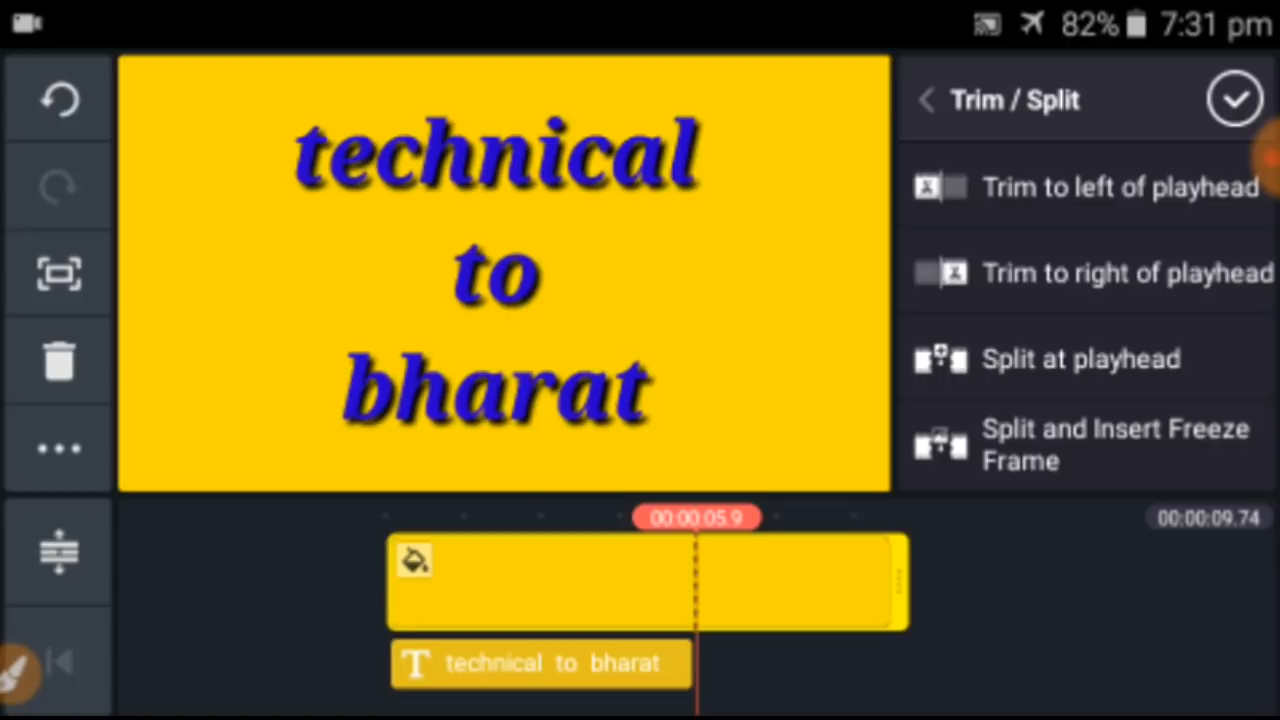 82% 7:31 pm
technical
to
bharat
Trim / Split
Trim to left of playhead
Trim to right of playhead
Split at playhead
Split and Insert Freeze
Frame
00:00:05.9
00:00:09.74
T technical to bharat